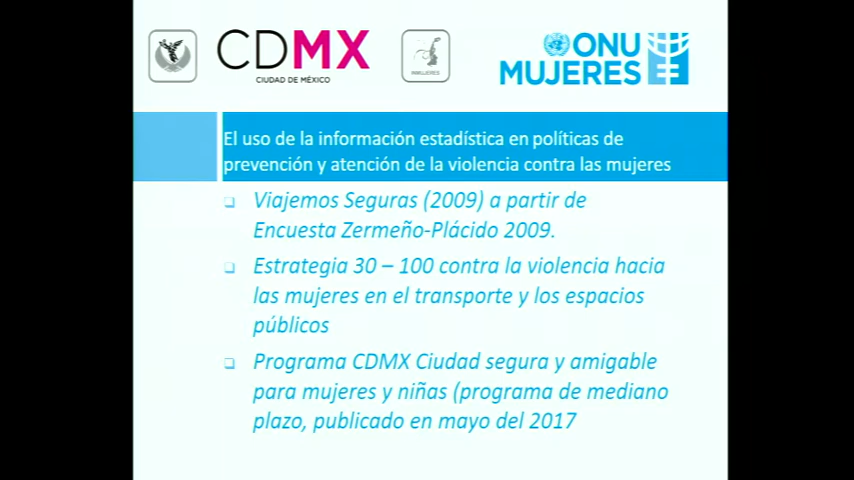 CDMX
CIUDAD DE MÉXICO
INMUJERES
ONU
MUJERES
El uso de la información estadística en políticas de
prevención y atención de la violencia contra las mujeres
Viajemos Seguras (2009) a partir de
Encuesta Zermeño-Plácido 2009.
Estrategia 30 – 100 contra la violencia hacia
las mujeres en el transporte y los espacios
públicos
Programa CDMX Ciudad segura y amigable
para mujeres y niñas (programa de mediano
plazo, publicado en mayo del 2017